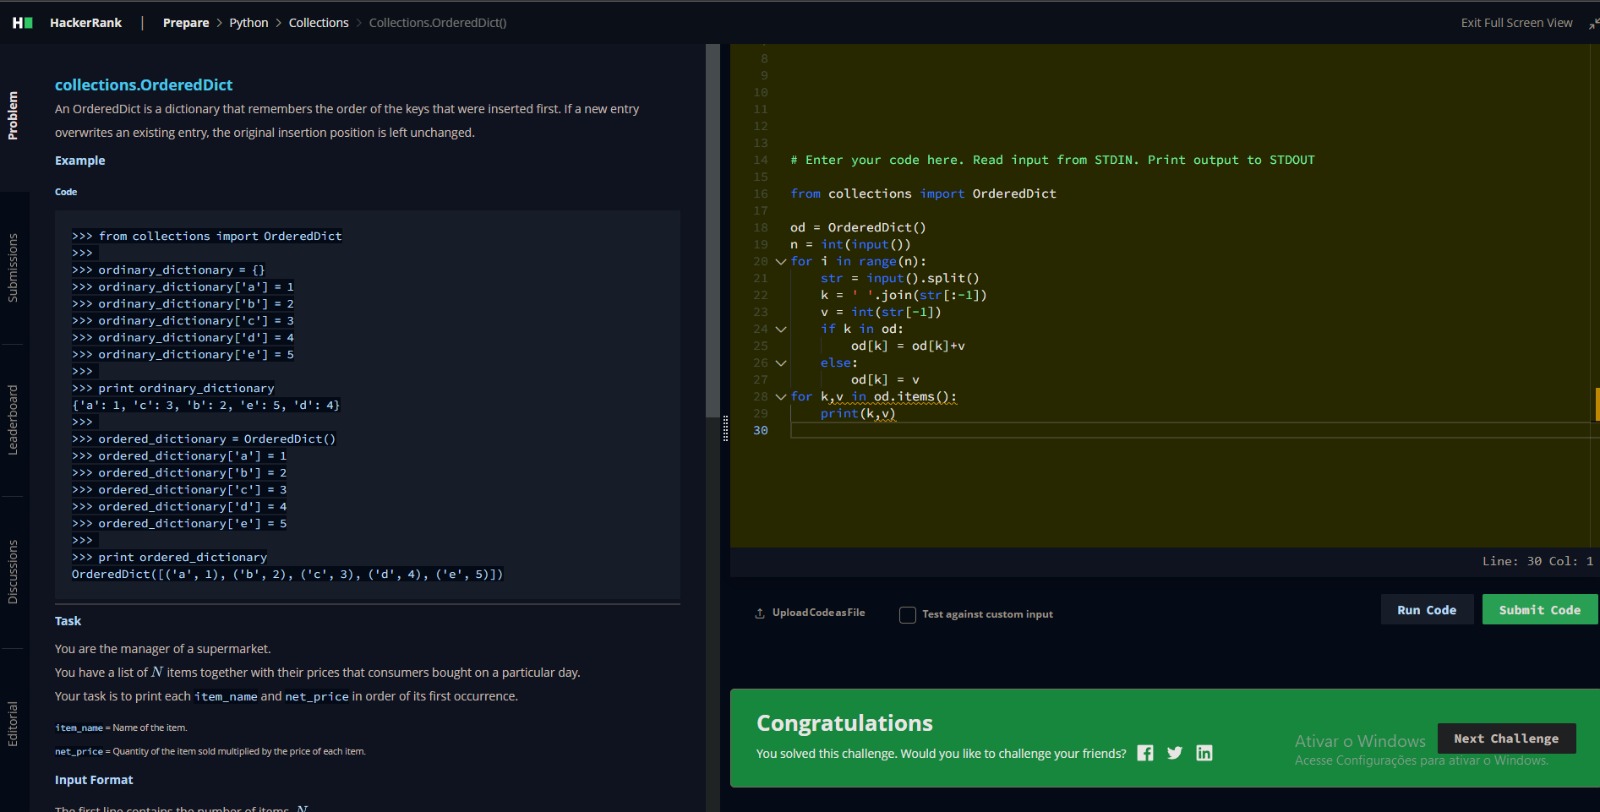 HackerRank | Prepare > Python > Collections > Collections.OrderedDict()
Exit Full Screen View
Problem
Submissions
Leaderboard
Discussions
Editorial
collections.OrderedDict
An OrderedDict is a dictionary that remembers the order of the keys that were inserted first. If a new entry
overwrites an existing entry, the original insertion position is left unchanged.
Example
Code
>>> from collections import OrderedDict
>>>
>>> ordinary_dictionary = {}
>>> ordinary_dictionary['a'] = 1
>>> ordinary_dictionary['b'] = 2
>>> ordinary_dictionary['c'] = 3
>>> ordinary_dictionary['d'] = 4
>>> ordinary_dictionary['e'] = 5
>>>
>>> print ordinary_dictionary
{'a': 1, 'c': 3, 'b': 2, 'e': 5, 'd': 4}
>>>
>>> ordered_dictionary = OrderedDict()
>>> ordered_dictionary['a'] = 1
>>> ordered_dictionary['b'] = 2
>>> ordered_dictionary['c'] = 3
>>> ordered_dictionary['d'] = 4
>>> ordered_dictionary['e'] = 5
>>>
>>> print ordered_dictionary
OrderedDict([('a', 1), ('b', 2), ('c', 3), ('d', 4), ('e', 5)])
Task
You are the manager of a supermarket.
You have a list of N items together with their prices that consumers bought on a particular day.
Your task is to print each item_name and net_price in order of its first occurrence.
item_name = Name of the item.
net_price = Quantity of the item sold multiplied by the price of each item.
Input Format
The first line contains the number of items, N
8
9
10
11
12
13
14 # Enter your code here. Read input from STDIN. Print output to STDOUT
15
16 from collections import OrderedDict
17
18 od = OrderedDict()
19 n = int(input())
20 for i in range(n):
21 str = input().split()
22 k = ' '.join(str[:-1])
23 v = int(str[-1])
24 if k in od:
25 od[k] = od[k]+v
26 else:
27 od[k] = v
28 for k,v in od.items():
29 print(k,v)
30
Line: 30 Col: 1
Upload Code as File
Test against custom input
Run Code
Submit Code
Congratulations
You solved this challenge. Would you like to challenge your friends?
Next Challenge
Ativar o Windows
Acesse Configurações para ativar o Windows.